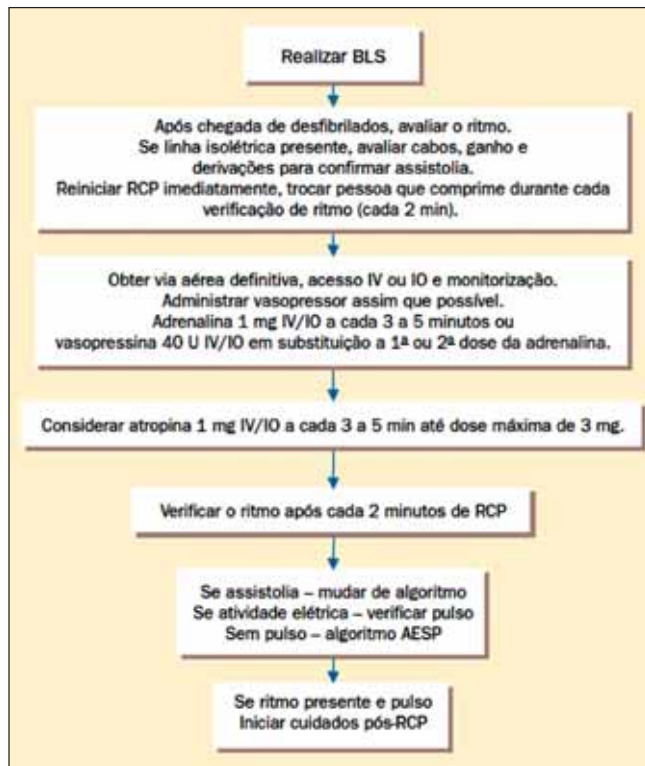 Realizar BLS
Após chegada de desfibrilados, avaliar o ritmo.
Se linha isolétrica presente, avaliar cabos, ganho e
derivações para confirmar assistolia.
Reiniciar RCP imediatamente, trocar pessoa que comprime durante cada
verificação de ritmo (cada 2 min).
Obter via aérea definitiva, acesso IV ou IO e monitorização.
Administrar vasopressor assim que possível.
Adrenalina 1 mg IV/IO a cada 3 a 5 minutos ou
vasopressina 40 U IV/IO em substituição a 1ª ou 2ª dose da adrenalina.
Considerar atropina 1 mg IV/IO a cada 3 a 5 min até dose máxima de 3 mg.
Verificar o ritmo após cada 2 minutos de RCP
Se assistolia – mudar de algoritmo
Se atividade elétrica – verificar pulso
Sem pulso – algoritmo AESP
Se ritmo presente e pulso
Iniciar cuidados pós-RCP